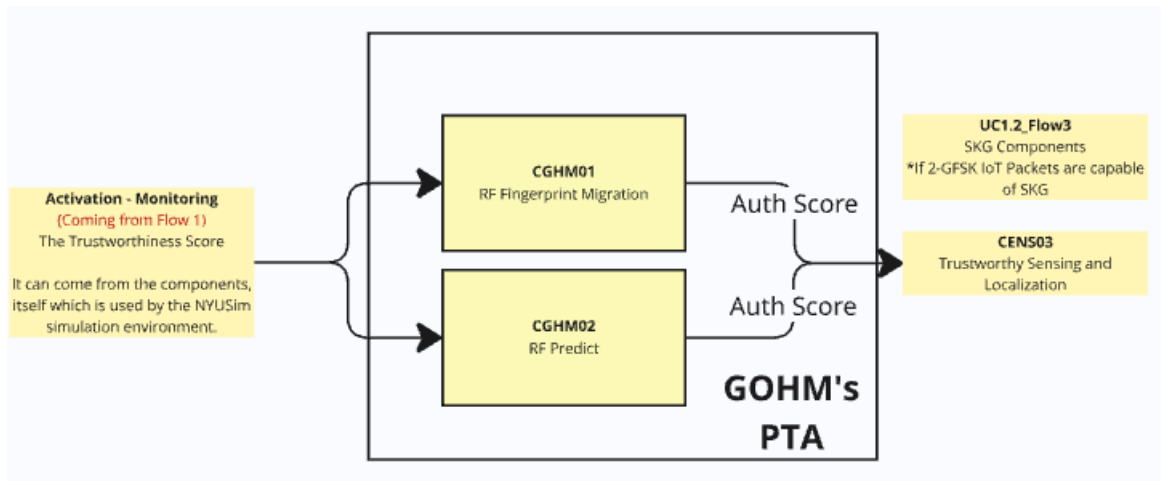 Activation - Monitoring
(Coming from Flow 1)
The Trustworthiness Score
It can come from the components,
itself which is used by the NYUSim
simulation environment.
CGHM01
RF Fingerprint Migration
CGHM02
RF Predict
Auth Score
Auth Score
GOHM's
PTA
UC1.2_Flow3
SKG Components
*If 2-GFSK IoT Packets are capable
of SKG
CENS03
Trustworthy Sensing and
Localization